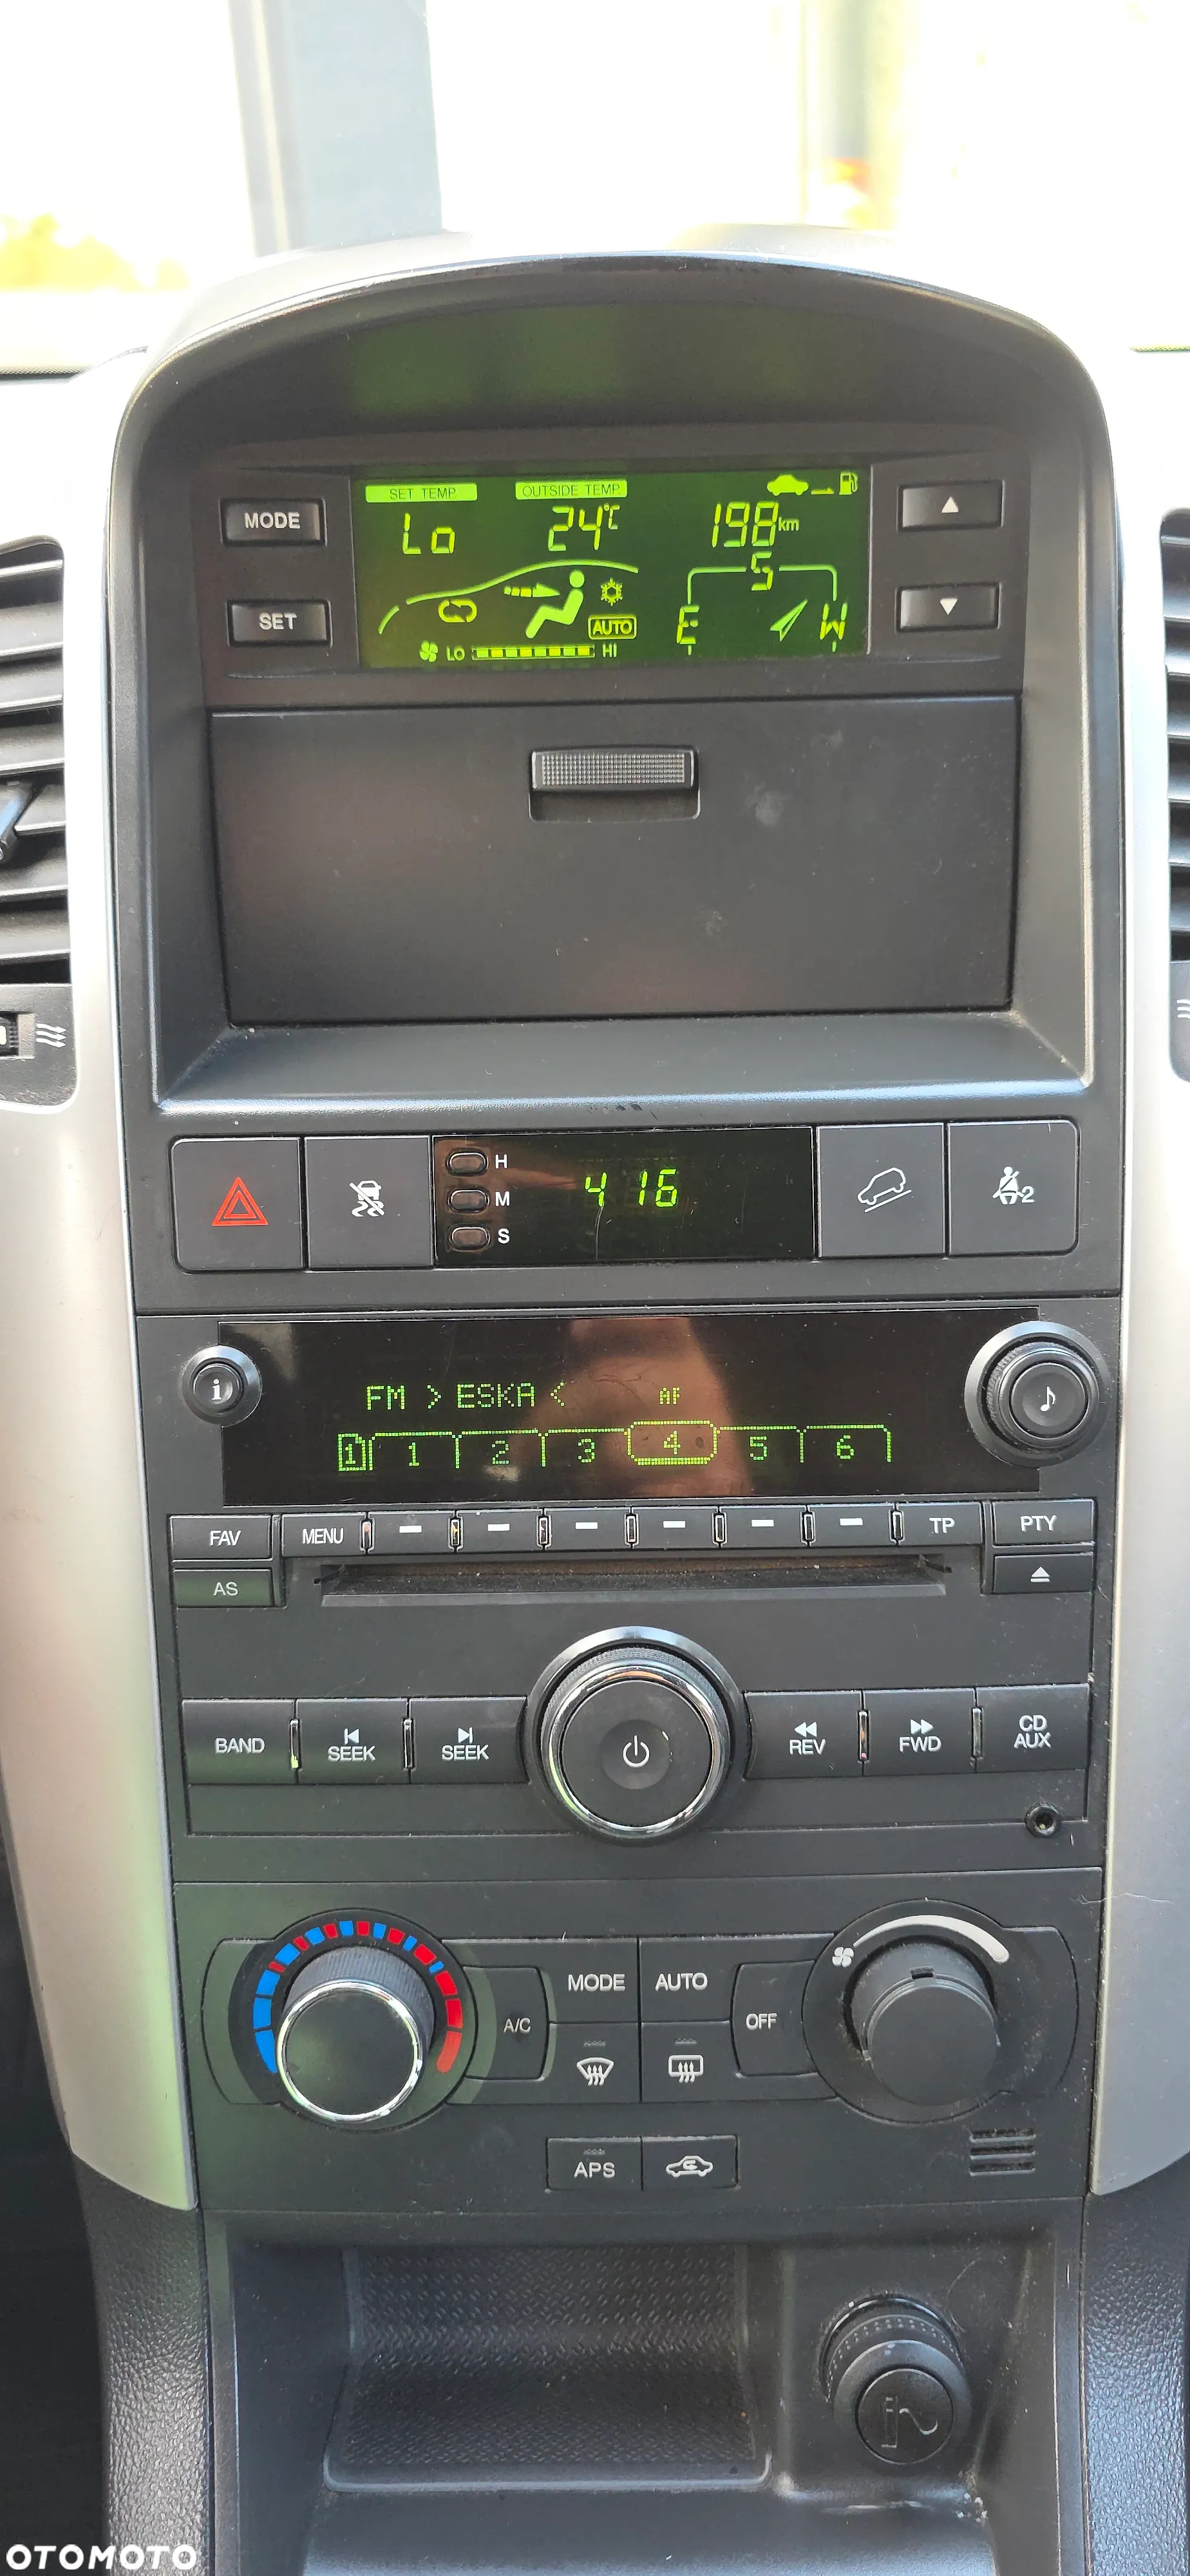 SET TEMP OUTSIDE TEMP
MODE Lo 24°C 198km ▲
S
SET AUTO E W ▼
LO HI
H
M 4 16 2
S
i FM > ESKA < AF
1 1 2 3 4 5 6
FAV MENU TP PTY
AS
BAND SEEK SEEK REV FWD CD AUX
MODE AUTO
A/C OFF
APS
OTOMOTO